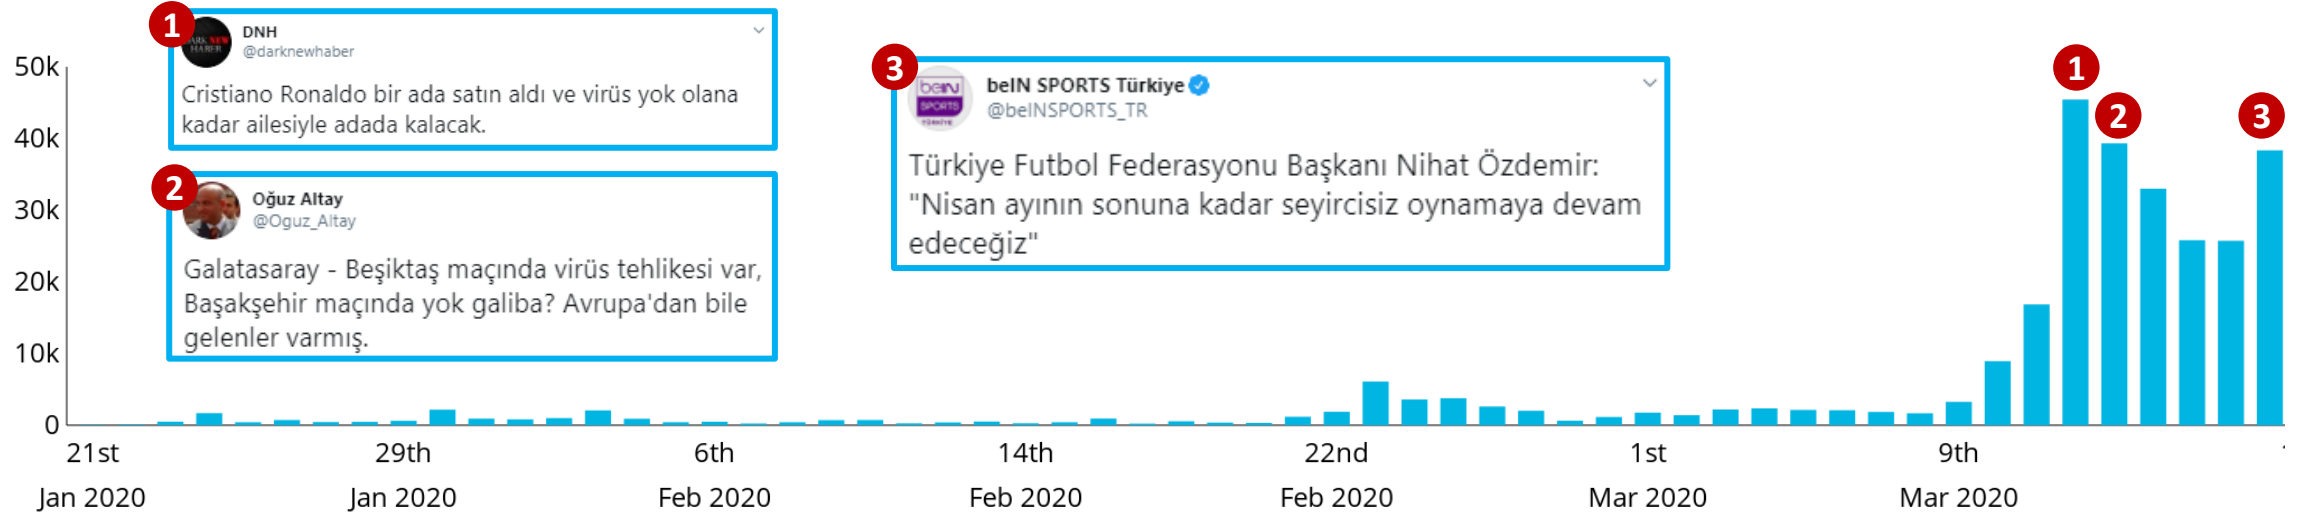 1
DNH
@darknewhaber
Cristiano Ronaldo bir ada satın aldı ve virüs yok olana
kadar ailesiyle adada kalacak.
2
Oğuz Altay
@Oguz_Altay
Galatasaray - Beşiktaş maçında virüs tehlikesi var,
Başakşehir maçında yok galiba? Avrupa'dan bile
gelenler varmış.
3
beIN
SPORTS
TÜRKİYE
beIN SPORTS Türkiye
@beINSPORTS_TR
Türkiye Futbol Federasyonu Başkanı Nihat Özdemir:
"Nisan ayının sonuna kadar seyircisiz oynamaya devam
edeceğiz"
1
2
3
50k
40k
30k
20k
10k
0
21st 29th 6th 14th 22nd 1st 9th
Jan 2020 Jan 2020 Feb 2020 Feb 2020 Feb 2020 Mar 2020 Mar 2020